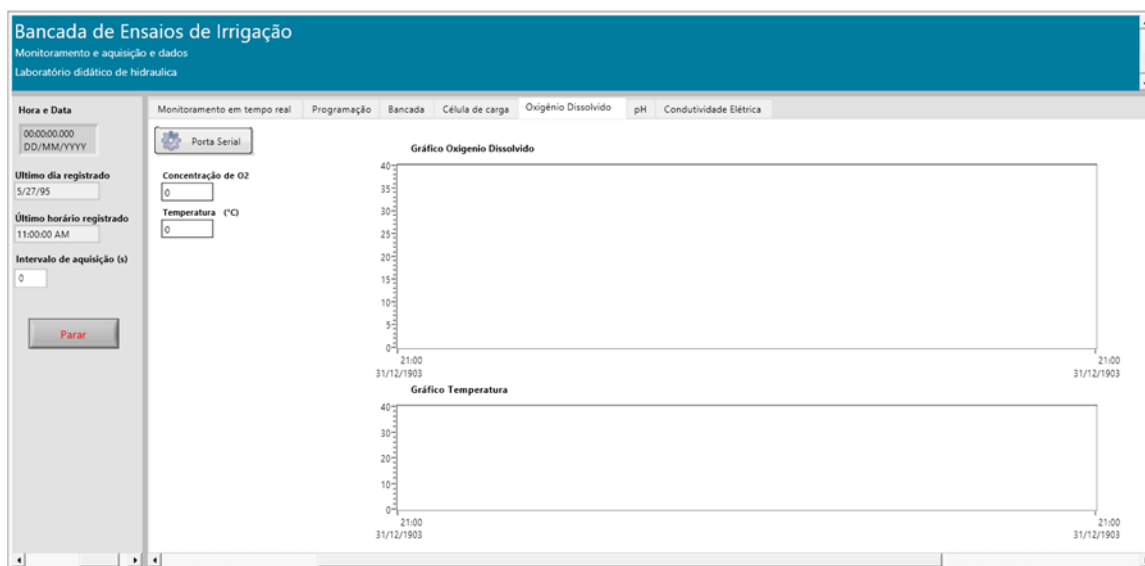 Bancada de Ensaios de Irrigação
Monitoramento e aquisição e dados
Laboratório didático de hidraulica
Hora e Data
00:00:00.000
DD/MM/YYYY
Ultimo dia registrado
5/27/95
Último horário registrado
11:00:00 AM
Intervalo de aquisição (s)
0
Parar
Monitoramento em tempo real Programação Bancada Célula de carga Oxigênio Dissolvido pH Condutividade Elétrica
Porta Serial
Concentração de O2
0
Temperatura (°C)
0
Gráfico Oxigenio Dissolvido
40
35
30
25
20
15
10
5
0
21:00 21:00
31/12/1903 31/12/1903
Gráfico Temperatura
40
30
20
10
0
21:00 21:00
31/12/1903 31/12/1903